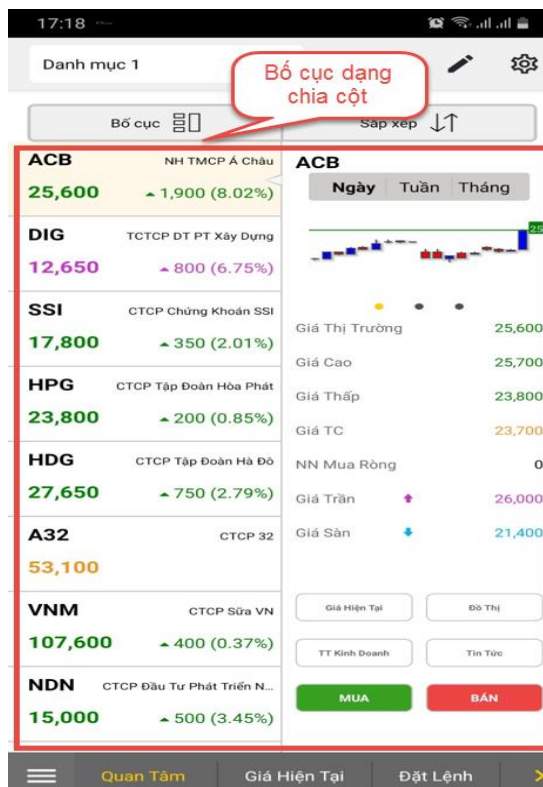 17:18
Danh mục 1
Bố cục dạng
chia cột
Bố cục
Sắp xếp
ACB NH TMCP Á Châu
25,600 1,900 (8.02%)
DIG TCTCP DT PT Xây Dựng
12,650 800 (6.75%)
SSI CTCP Chứng Khoán SSI
17,800 350 (2.01%)
HPG CTCP Tập Đoàn Hòa Phát
23,800 200 (0.85%)
HDG CTCP Tập Đoàn Hà Đô
27,650 750 (2.79%)
A32 CTCP 32
53,100
VNM CTCP Sữa VN
107,600 400 (0.37%)
NDN CTCP Đầu Tư Phát Triển N...
15,000 500 (3.45%)
ACB
Ngày Tuần Tháng
25
Giá Thị Trường 25,600
Giá Cao 25,700
Giá Thấp 23,800
Giá TC 23,700
NN Mua Ròng 0
Giá Trần 26,000
Giá Sàn 21,400
Giá Hiện Tại Đồ Thị
TT Kinh Doanh Tin Tức
MUA BÁN
Quan Tâm Giá Hiện Tại Đặt Lệnh